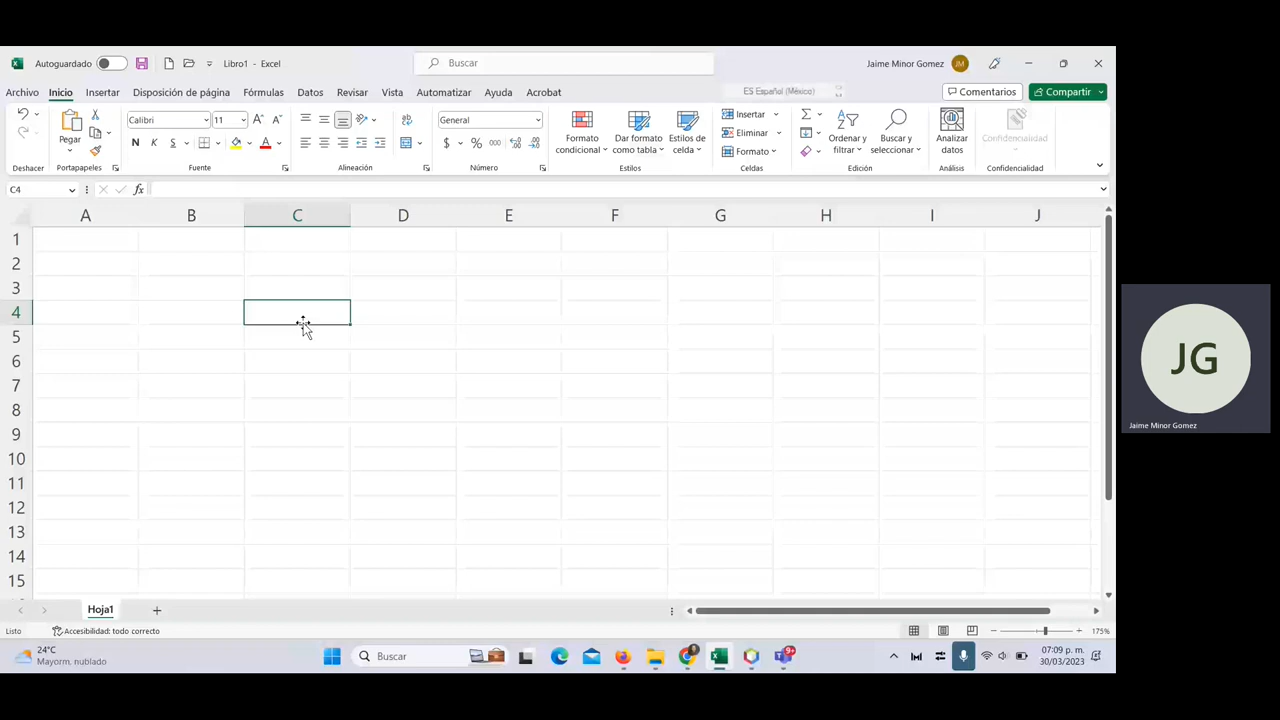 Autoguardado
Libro1 - Excel
Buscar
Jaime Minor Gomez
JM
Archivo Inicio Insertar Disposición de página Fórmulas Datos Revisar Vista Automatizar Ayuda Acrobat
ES Español (México)
Comentarios
Compartir
Pegar
Calibri 11
N K S
General
$ % 000
Formato condicional
Dar formato como tabla
Estilos de celda
Insertar
Eliminar
Formato
Ordenar y filtrar
Buscar y seleccionar
Analizar datos
Confidencialidad
Deshacer Portapapeles Fuente Alineación Número Estilos Celdas Edición Análisis Confidencialidad
C4 fx
A B C D E F G H I J
1
2
3
4
5
6
7
8
9
10
11
12
13
14
15
Hoja1
Listo Accesibilidad: todo correcto 175%
24°C
Mayorm. nublado
Buscar
9+
07:09 p. m.
30/03/2023
JG
Jaime Minor Gomez